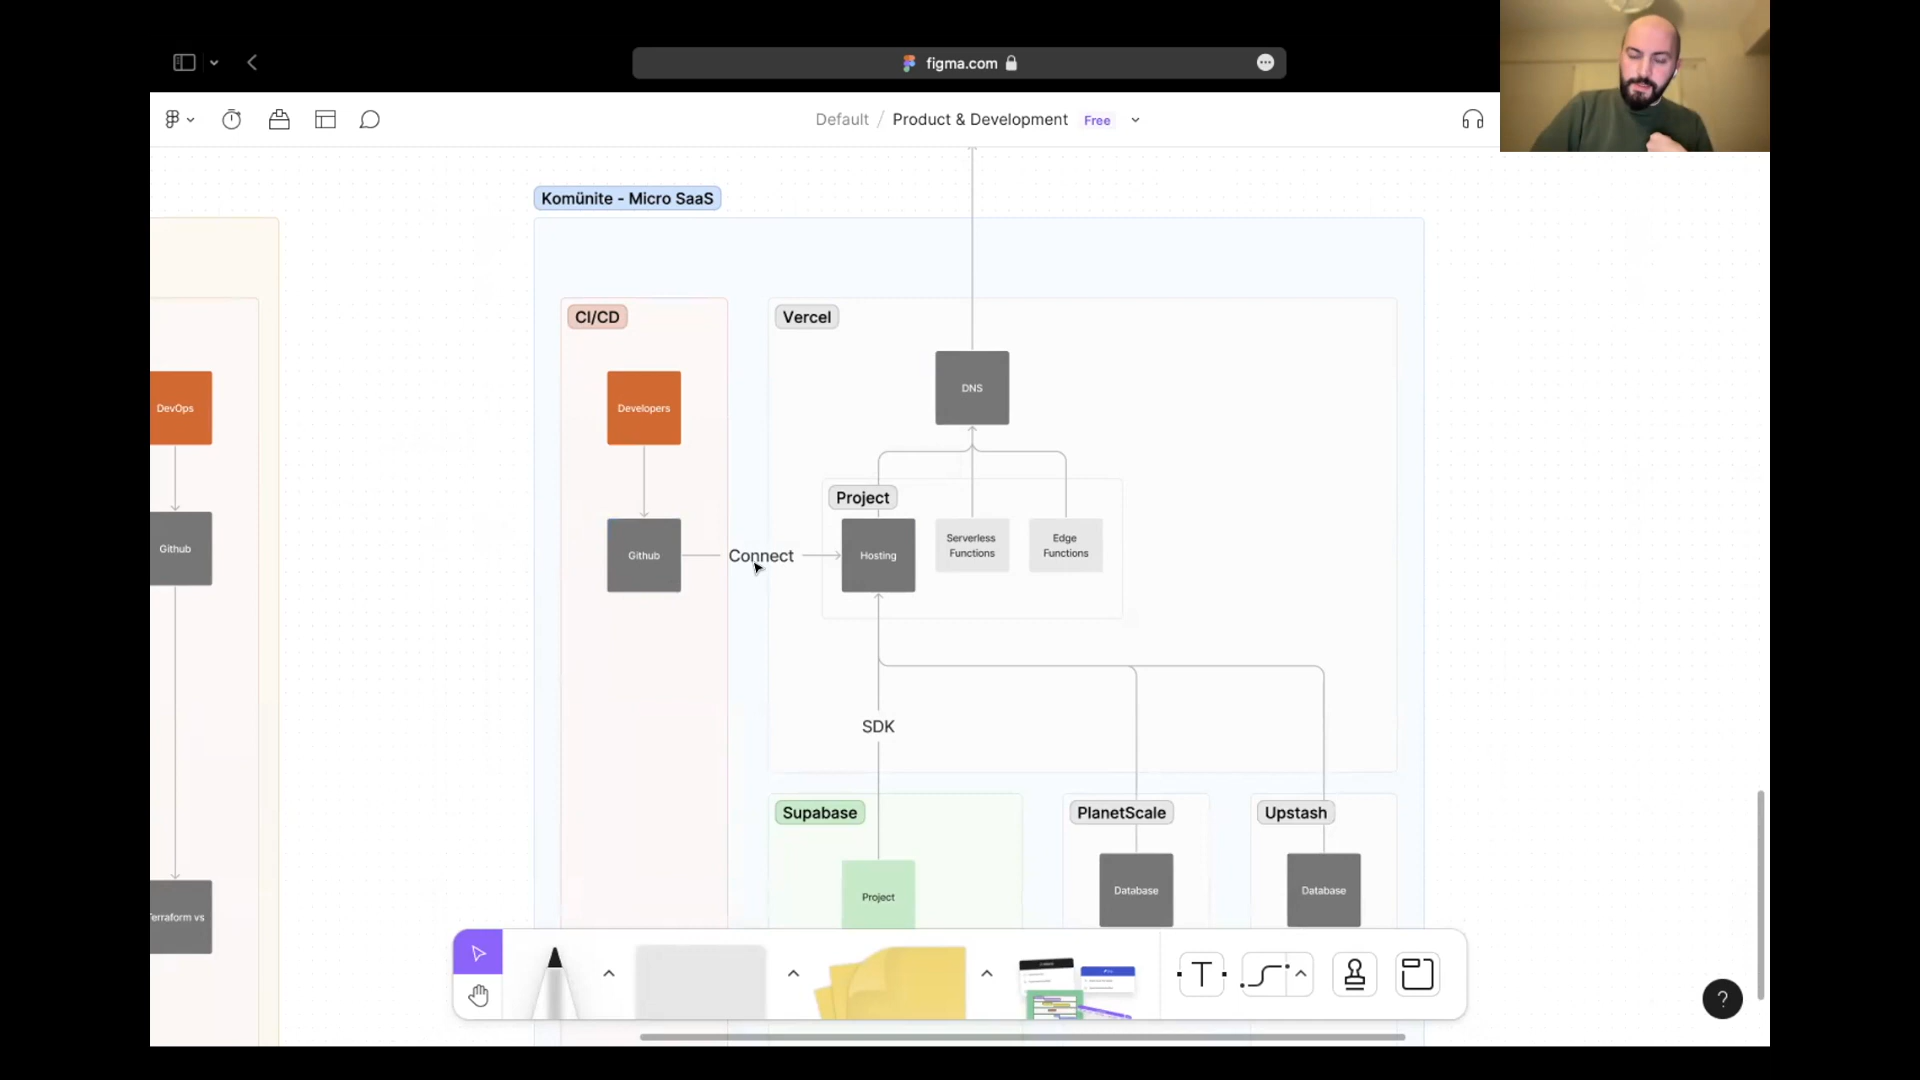 figma.com
Default / Product & Development Free
Komünite - Micro SaaS
CI/CD
Vercel
DevOps
Developers
DNS
Project
Github
Github
Connect
Hosting
Serverless
Functions
Edge
Functions
SDK
Supabase
PlanetScale
Upstash
Project
Database
Database
Terraform vs
T
?